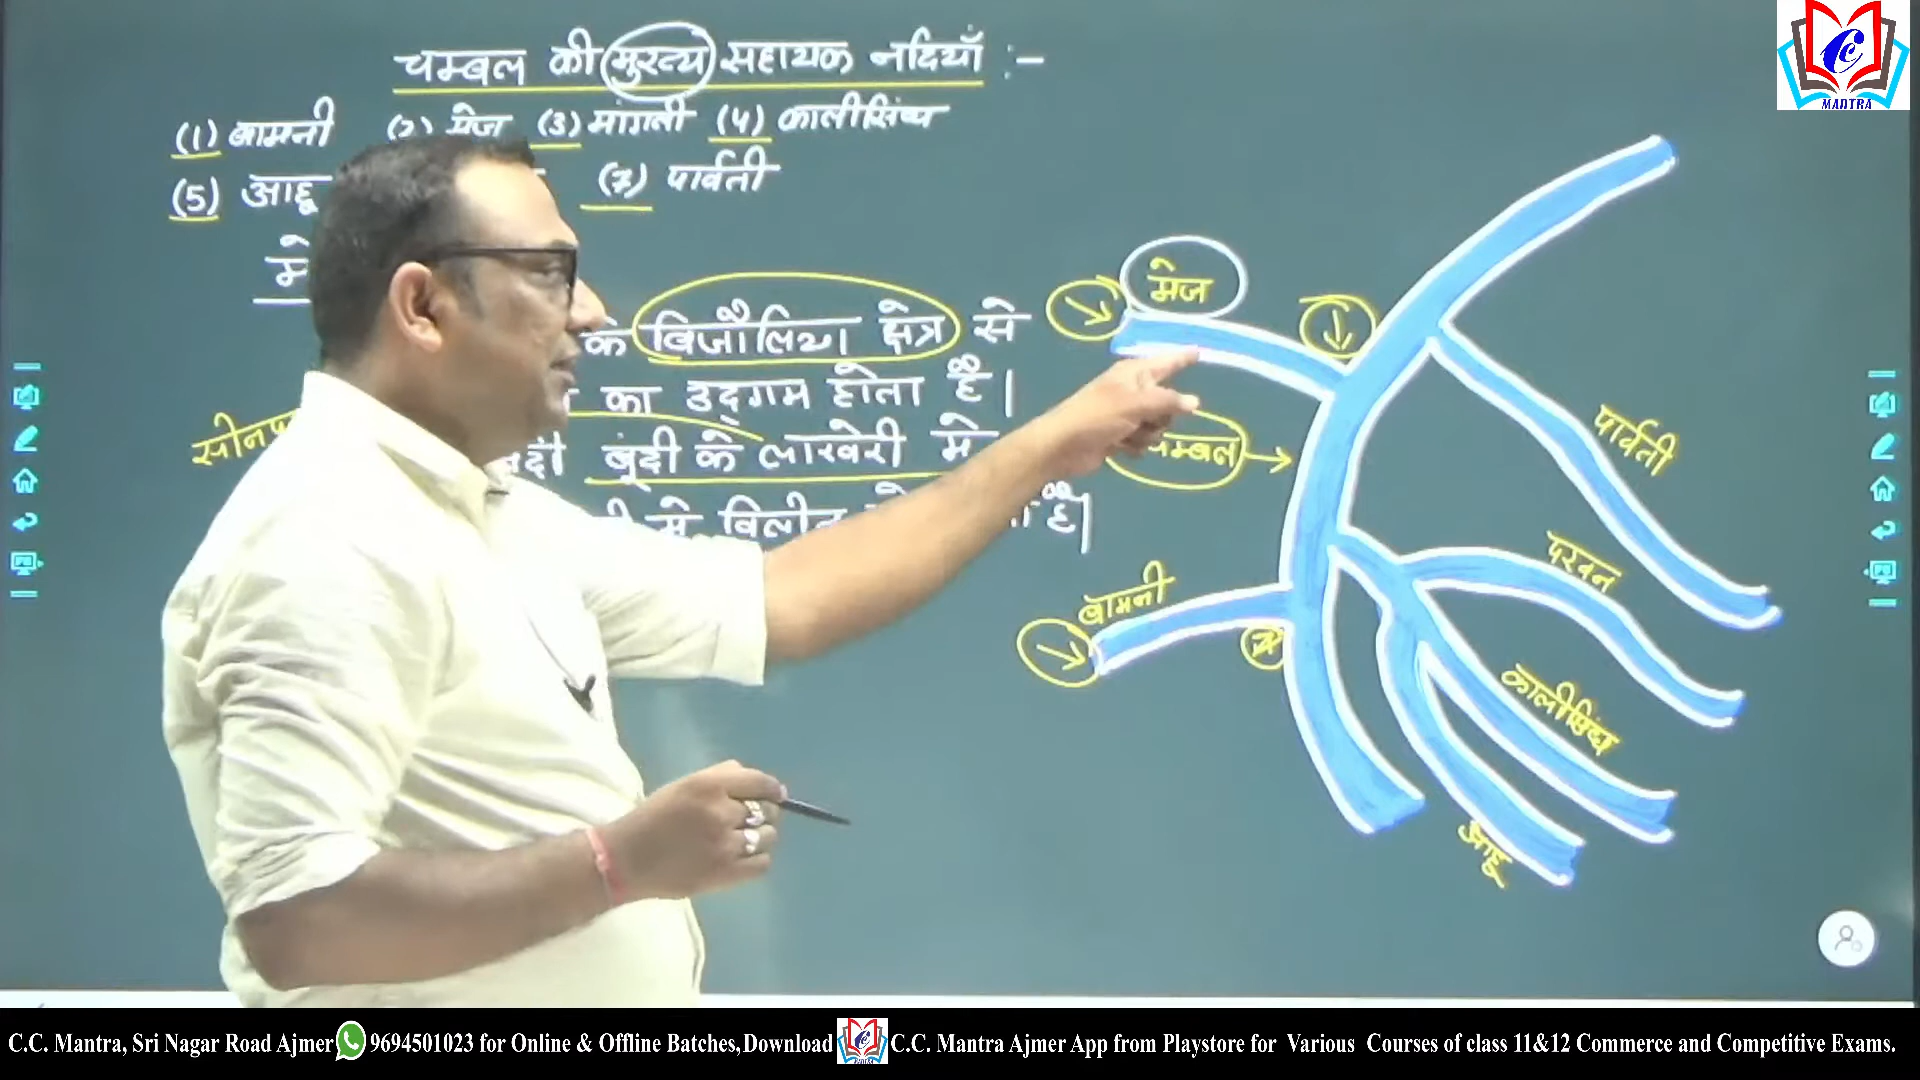 चम्बल की मुख्य सहायक नदियाँ :-
(1) बामनी (2) मेज (3) मांगली (4) कालीसिंध
(5) आहू (7) पार्वती
के बिजौलिया क्षेत्र से
का उद्गम होता है।
बूंदी के लाखेरी मे
मे
मेज
चम्बल
बामनी
पार्वती
परवन
कालीसिंध
आहू
MANTRA
C.C. Mantra, Sri Nagar Road Ajmer 9694501023 for Online & Offline Batches, Download C.C. Mantra Ajmer App from Playstore for Various Courses of class 11&12 Commerce and Competitive Exams.